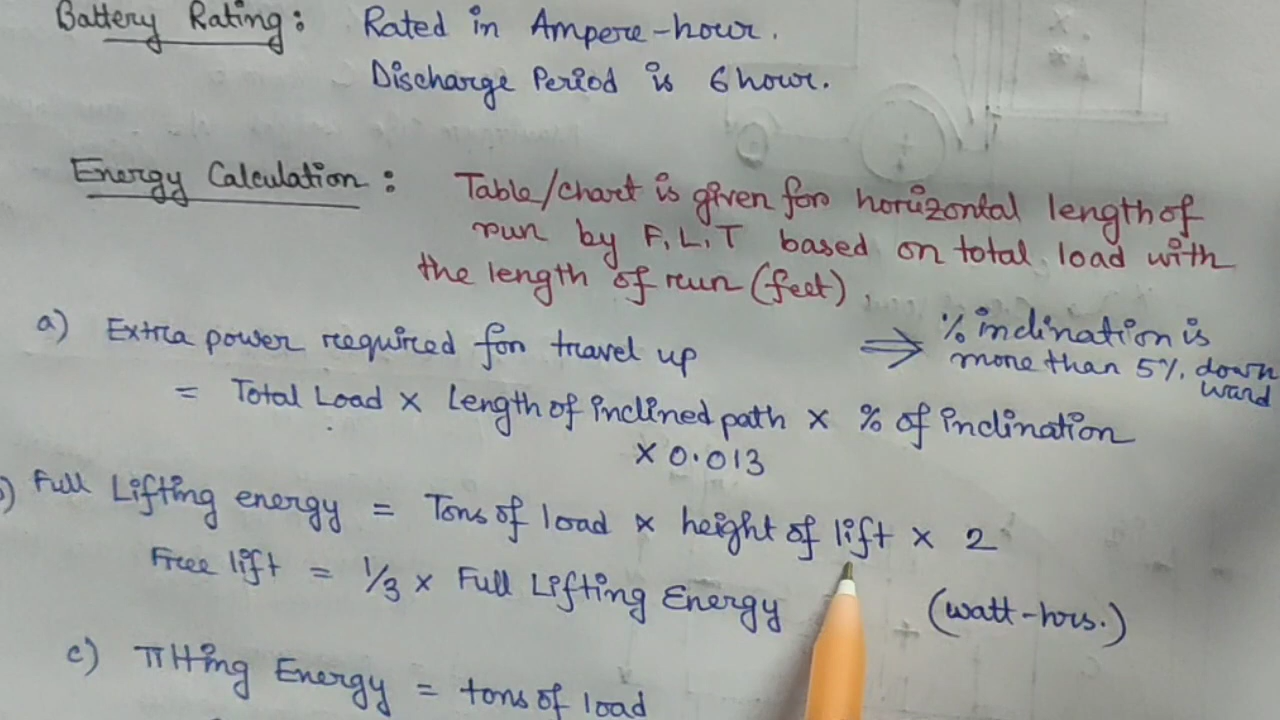 Battery Rating: Rated in Ampere-hour.
Discharge Period is 6 hour.
Energy Calculation: Table/chart is given for horizontal length of
run by F.L.T based on total load with
the length of run (feet).
a) Extra power required for travel up
⇒ % inclination is
more than 5% down
ward
= Total Load × Length of inclined path × % of inclination
× 0.013
Full Lifting energy = Tons of load × height of lift × 2
Free lift = 1/3 × Full Lifting Energy (watt-hors.)
c) Tilting Energy = tons of load